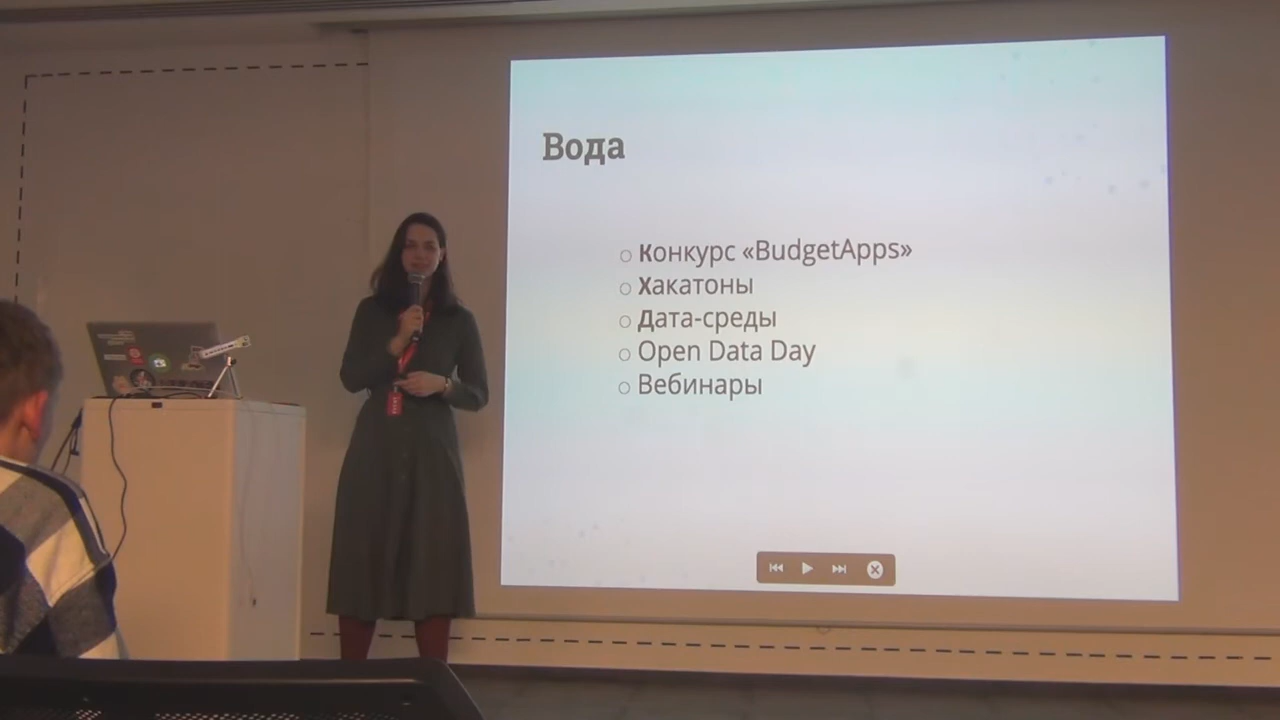 Вода
Конкурс «BudgetApps»
Хакатоны
Дата-среды
Open Data Day
Вебинары